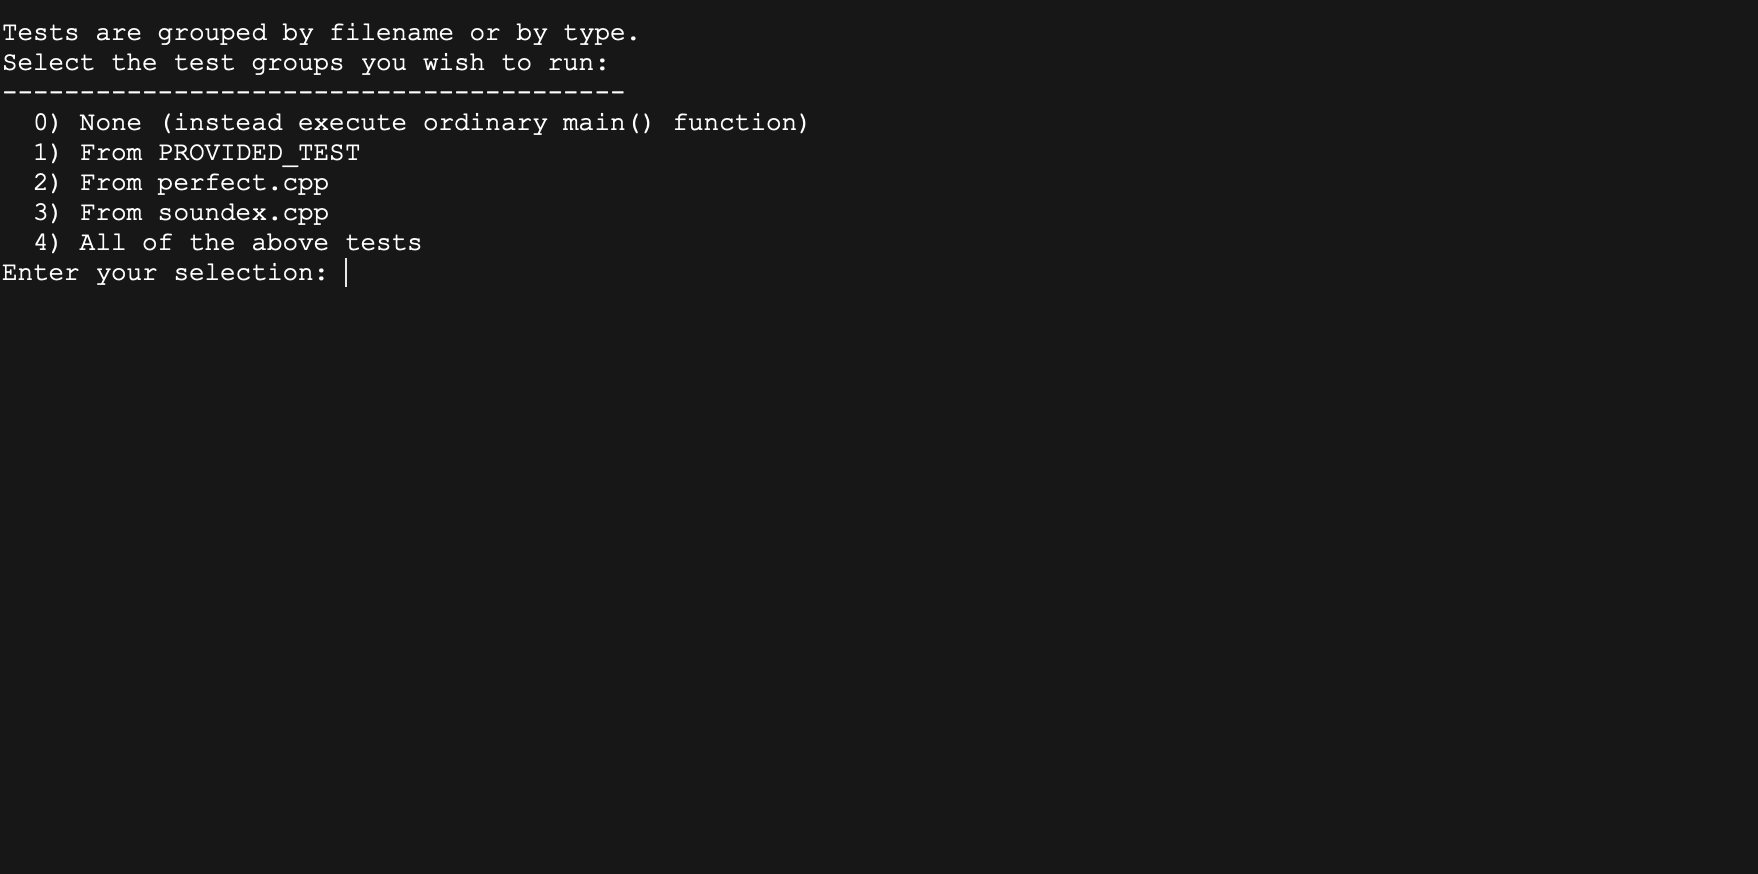 Tests are grouped by filename or by type.
Select the test groups you wish to run:
----------------------------------------
  0) None (instead execute ordinary main() function)
  1) From PROVIDED_TEST
  2) From perfect.cpp
  3) From soundex.cpp
  4) All of the above tests
Enter your selection: